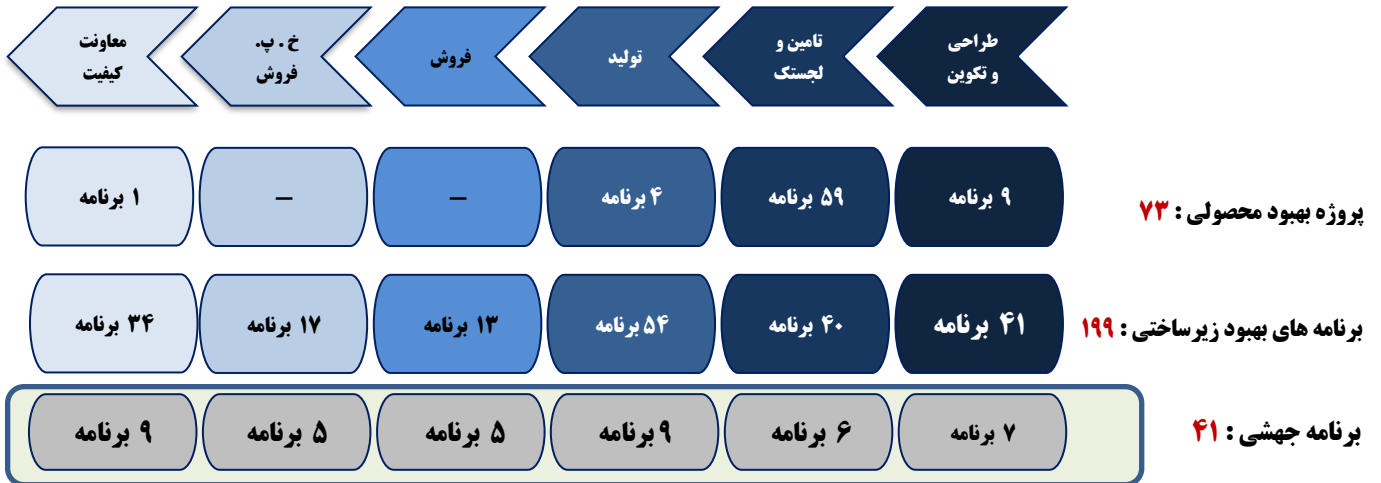 طراحی
و تکوین
تامین و
لجستک
تولید
فروش
خ . پ.
فروش
معاونت
کیفیت
پروژه بهبود محصولی : ۷۳
۹ برنامه
۵۹ برنامه
۴ برنامه
–
–
۱ برنامه
برنامه های بهبود زیرساختی : ۱۹۹
۴۱ برنامه
۴۰ برنامه
۵۴ برنامه
۱۳ برنامه
۱۷ برنامه
۳۴ برنامه
برنامه جهشی : ۴۱
۷ برنامه
۶ برنامه
۹ برنامه
۵ برنامه
۵ برنامه
۹ برنامه